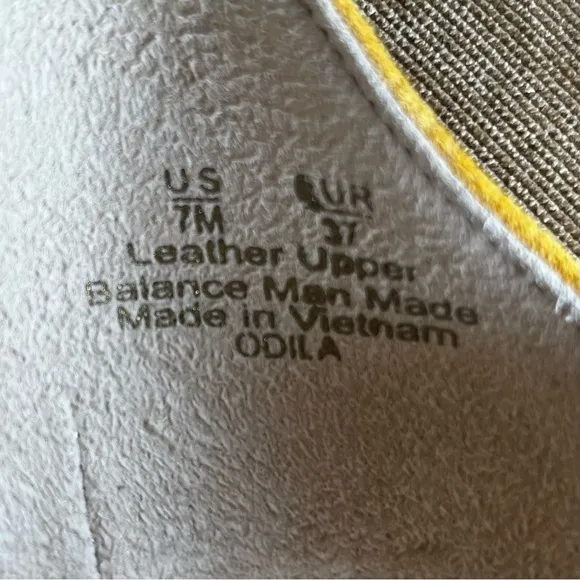 US EUR
7M 37
Leather Upper
Balance Man Made
Made in Vietnam
ODILA